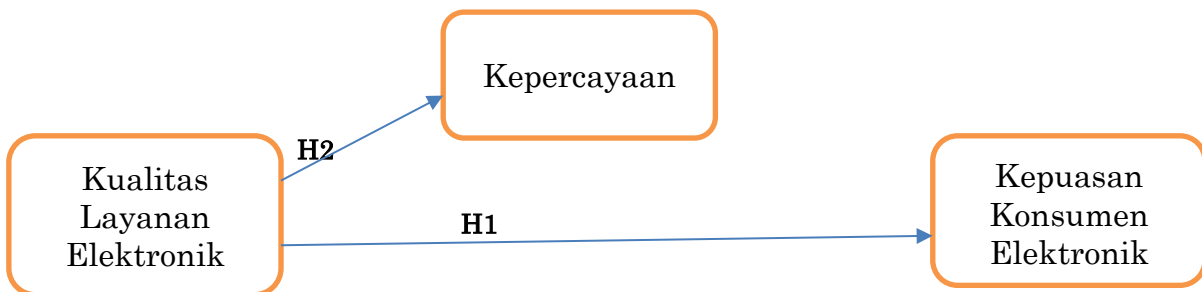 Kepercayaan
H2
Kualitas
Layanan
Elektronik
H1
Kepuasan
Konsumen
Elektronik